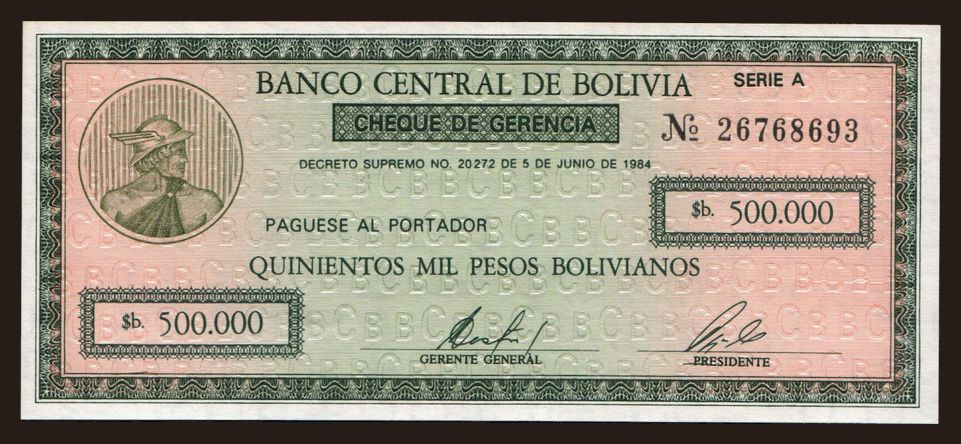 BANCO CENTRAL DE BOLIVIA
SERIE A
CHEQUE DE GERENCIA
Nº 26768693
DECRETO SUPREMO NO. 20272 DE 5 DE JUNIO DE 1984
$b. 500.000
PAGUESE AL PORTADOR
QUINIENTOS MIL PESOS BOLIVIANOS
$b. 500.000
GERENTE GENERAL
PRESIDENTE